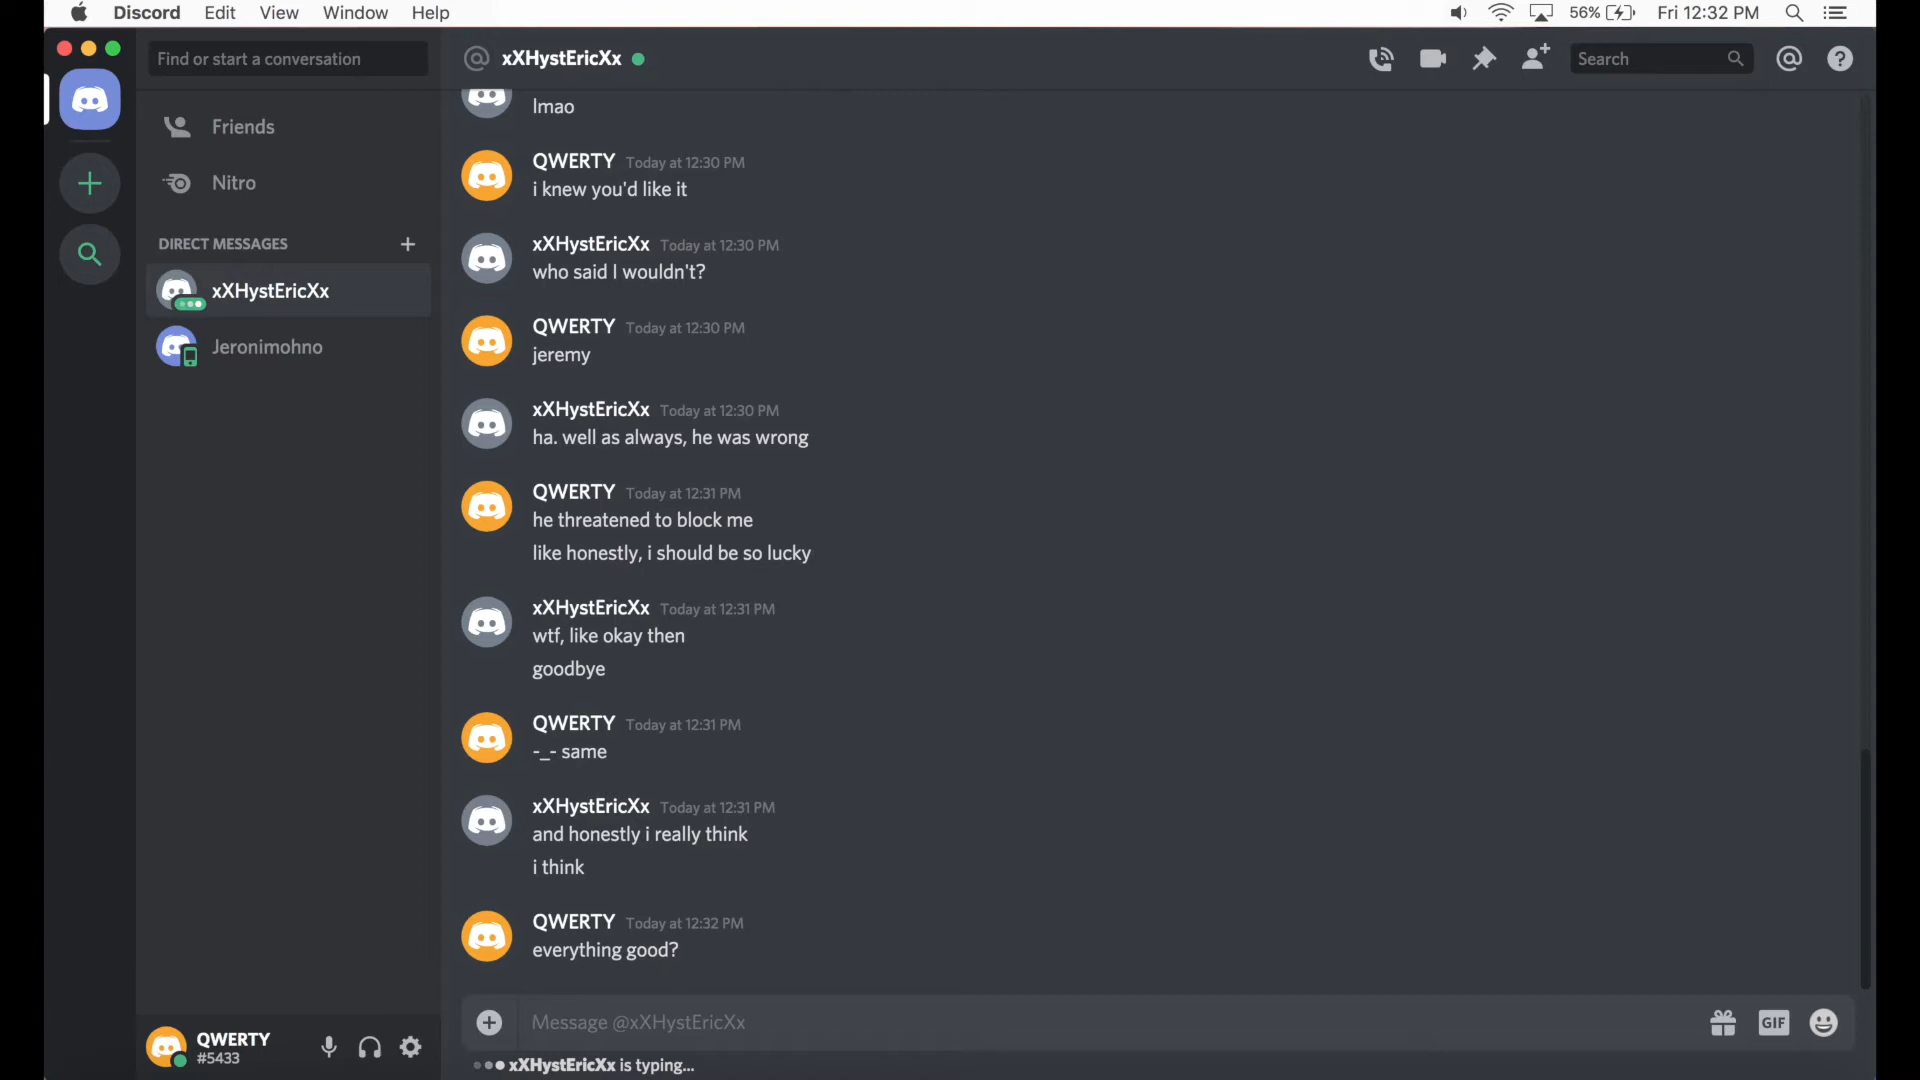 Discord Edit View Window Help
56% Fri 12:32 PM
Find or start a conversation
xXHystEricXx
Search
Friends
Nitro
DIRECT MESSAGES
xXHystEricXx
Jeronimohno
lmao
QWERTY Today at 12:30 PM
i knew you'd like it
xXHystEricXx Today at 12:30 PM
who said I wouldn't?
QWERTY Today at 12:30 PM
jeremy
xXHystEricXx Today at 12:30 PM
ha. well as always, he was wrong
QWERTY Today at 12:31 PM
he threatened to block me
like honestly, i should be so lucky
xXHystEricXx Today at 12:31 PM
wtf, like okay then
goodbye
QWERTY Today at 12:31 PM
-_- same
xXHystEricXx Today at 12:31 PM
and honestly i really think
i think
QWERTY Today at 12:32 PM
everything good?
Message @xXHystEricXx
GIF
xXHystEricXx is typing...
QWERTY
#5433